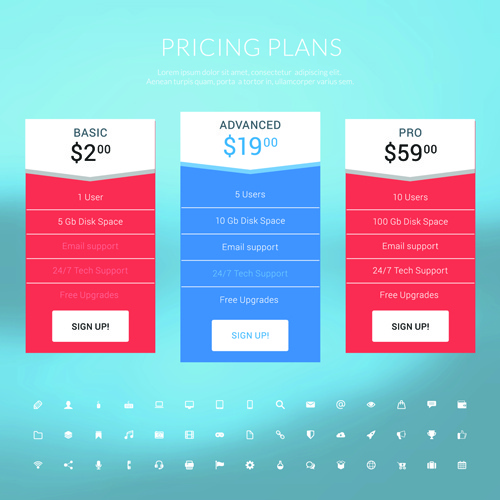 PRICING PLANS
Lorem ipsum dolor sit amet, consectetur adipiscing elit.
Aenean turpis quam, porta a tortor in, ullamcorper varius sem.
BASIC
$2.00
1 User
5 Gb Disk Space
Email support
24/7 Tech Support
Free Upgrades
SIGN UP!
ADVANCED
$19.00
5 Users
10 Gb Disk Space
Email support
24/7 Tech Support
Free Upgrades
SIGN UP!
PRO
$59.00
10 Users
100 Gb Disk Space
Email support
24/7 Tech Support
Free Upgrades
SIGN UP!